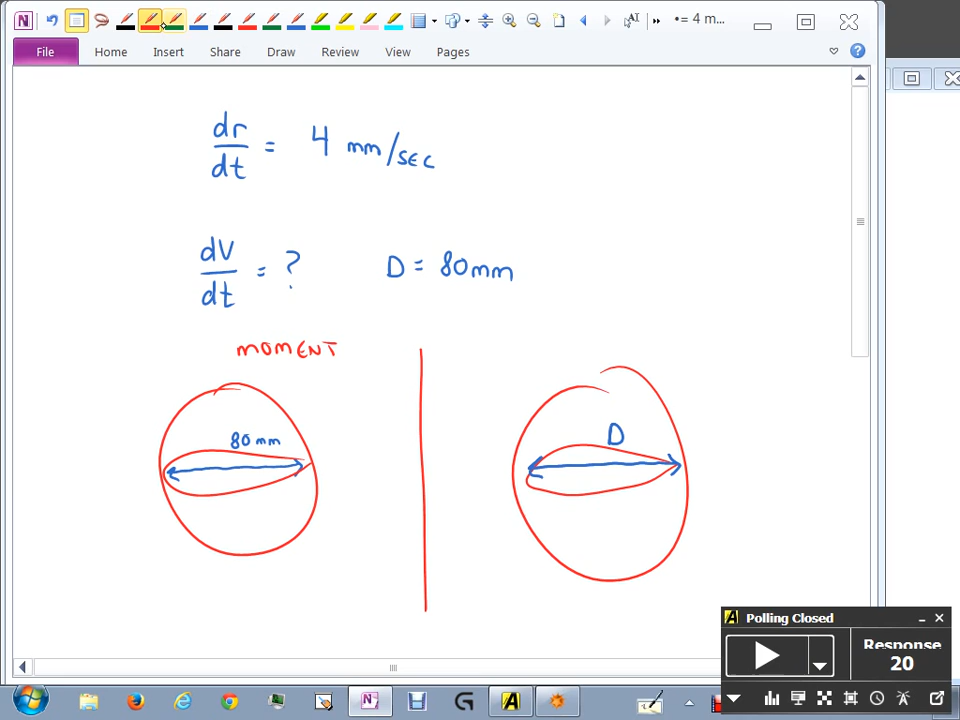 •= 4 m...
File Home Insert Share Draw Review View Pages
dr/dt = 4 mm/sec
dV/dt = ? D = 80mm
moment
80 mm
D
Polling Closed
Response
20